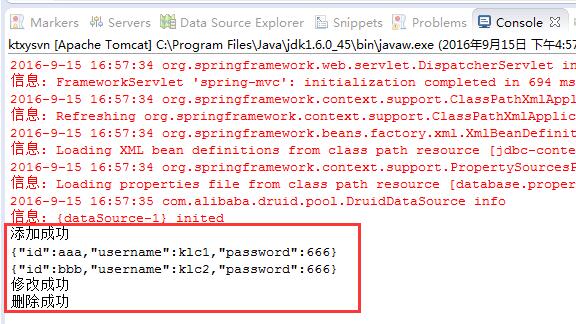 Markers Servers Data Source Explorer Snippets Problems Console
ktxysvn [Apache Tomcat] C:\Program Files\Java\jdk1.6.0_45\bin\javaw.exe (2016年9月15日 下午4:57
2016-9-15 16:57:34 org.springframework.web.servlet.DispatcherServlet in
信息: FrameworkServlet 'spring-mvc': initialization completed in 694 ms
2016-9-15 16:57:34 org.springframework.context.support.ClassPathXmlAppl
信息: Refreshing org.springframework.context.support.ClassPathXmlApplic
2016-9-15 16:57:34 org.springframework.beans.factory.xml.XmlBeanDefinit
信息: Loading XML bean definitions from class path resource [jdbc-conte
2016-9-15 16:57:34 org.springframework.context.support.PropertySourcesP
信息: Loading properties file from class path resource [database.proper
2016-9-15 16:57:35 com.alibaba.druid.pool.DruidDataSource info
信息: {dataSource-1} inited
添加成功
{"id":aaa,"username":klc1,"password":666}
{"id":bbb,"username":klc2,"password":666}
修改成功
删除成功